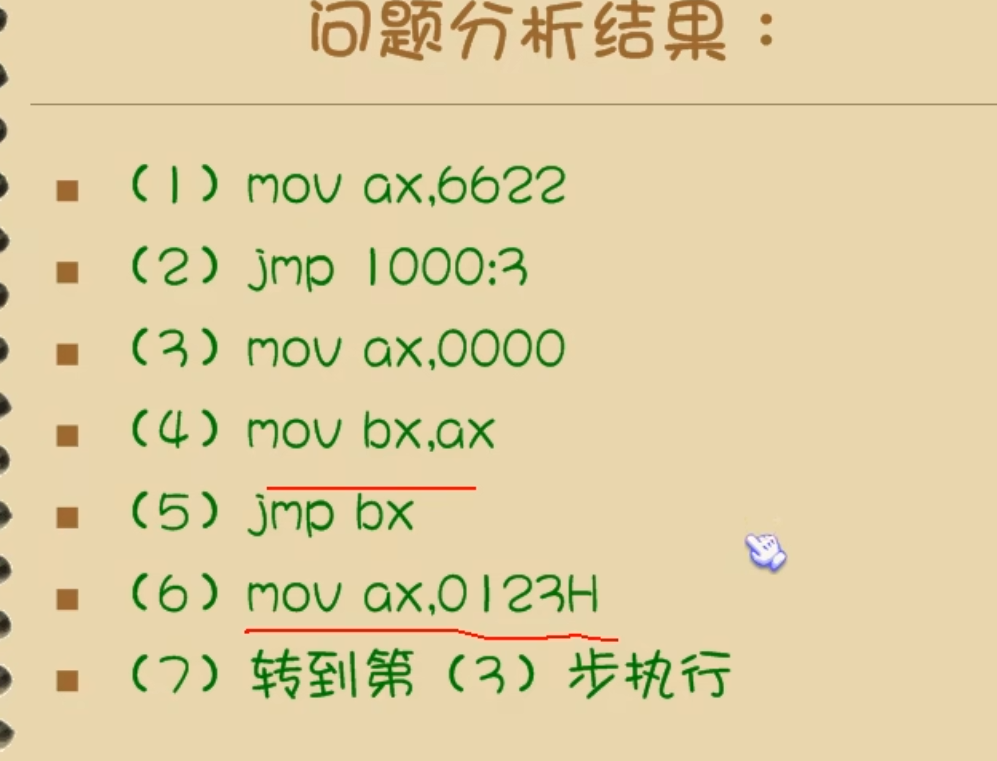 问题分析结果：
（1）mov ax,6622
（2）jmp 1000:3
（3）mov ax,0000
（4）mov bx,ax
（5）jmp bx
（6）mov ax,0123H
（7）转到第（3）步执行